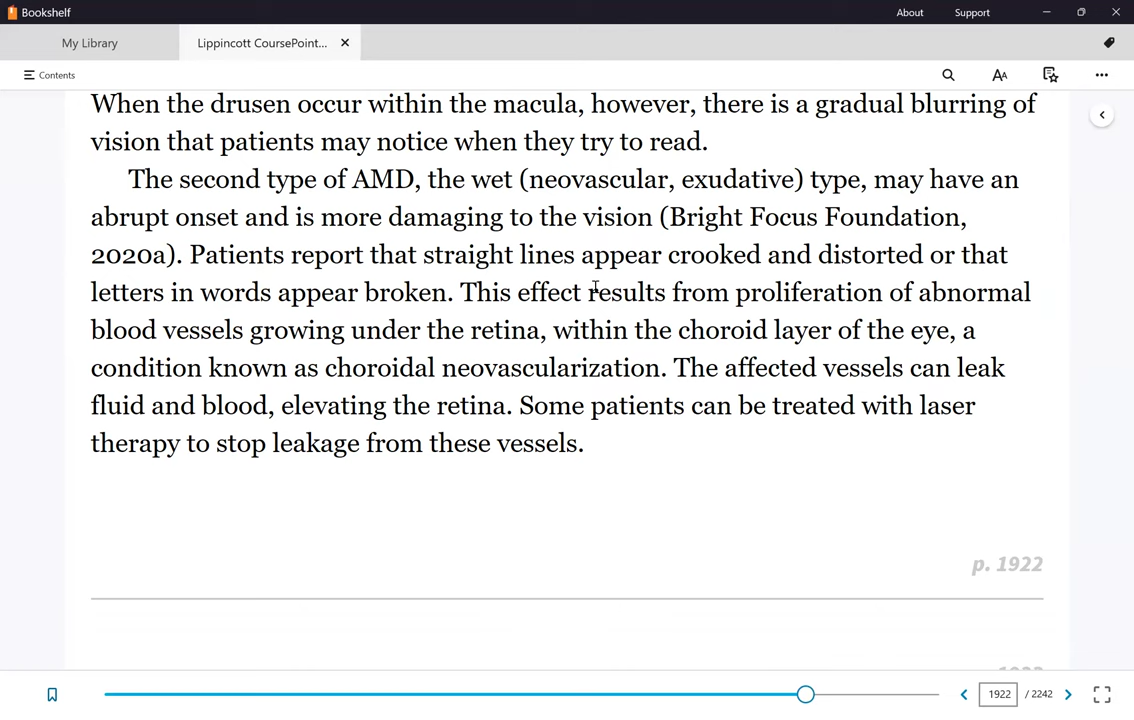 Bookshelf
About
Support
My Library
Lippincott CoursePoint...
Contents
When the drusen occur within the macula, however, there is a gradual blurring of
vision that patients may notice when they try to read.
The second type of AMD, the wet (neovascular, exudative) type, may have an
abrupt onset and is more damaging to the vision (Bright Focus Foundation,
2020a). Patients report that straight lines appear crooked and distorted or that
letters in words appear broken. This effect results from proliferation of abnormal
blood vessels growing under the retina, within the choroid layer of the eye, a
condition known as choroidal neovascularization. The affected vessels can leak
fluid and blood, elevating the retina. Some patients can be treated with laser
therapy to stop leakage from these vessels.
p. 1922
1922 / 2242